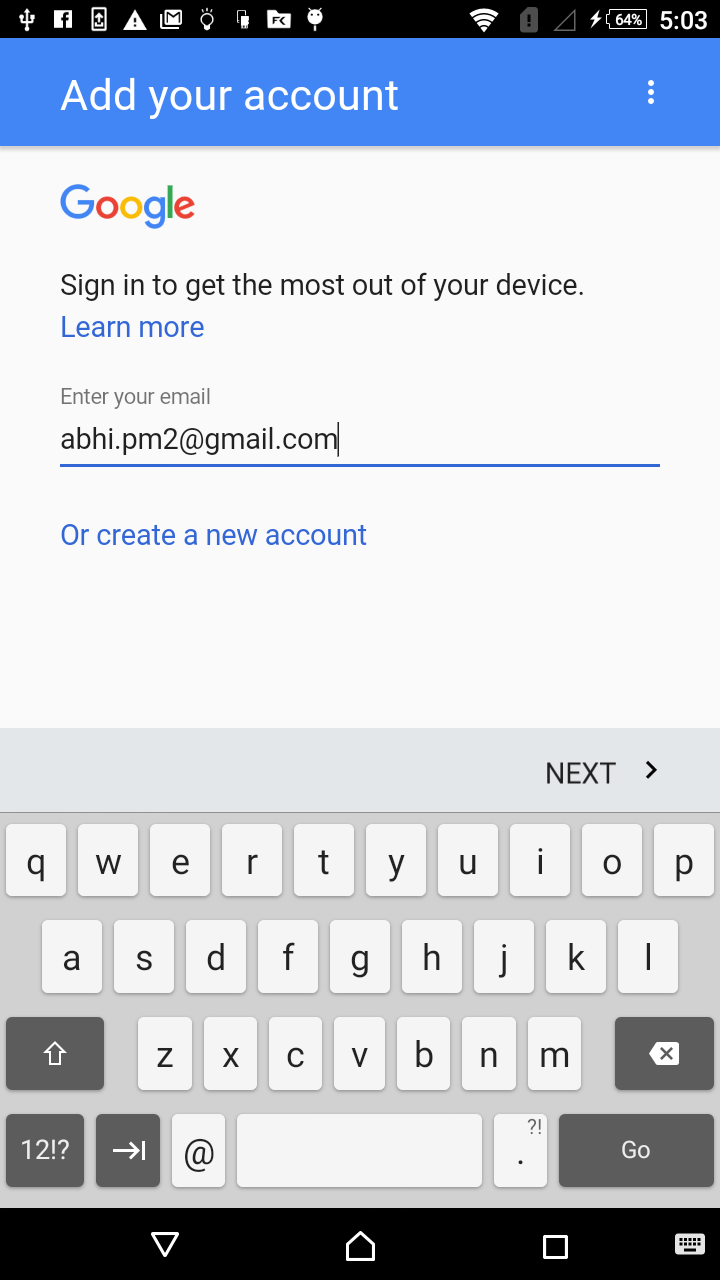 64% 5:03
Add your account
Google
Sign in to get the most out of your device.
Learn more
Enter your email
abhi.pm2@gmail.com
Or create a new account
NEXT
q w e r t y u i o p
a s d f g h j k l
z x c v b n m
12!? @ . ?! Go